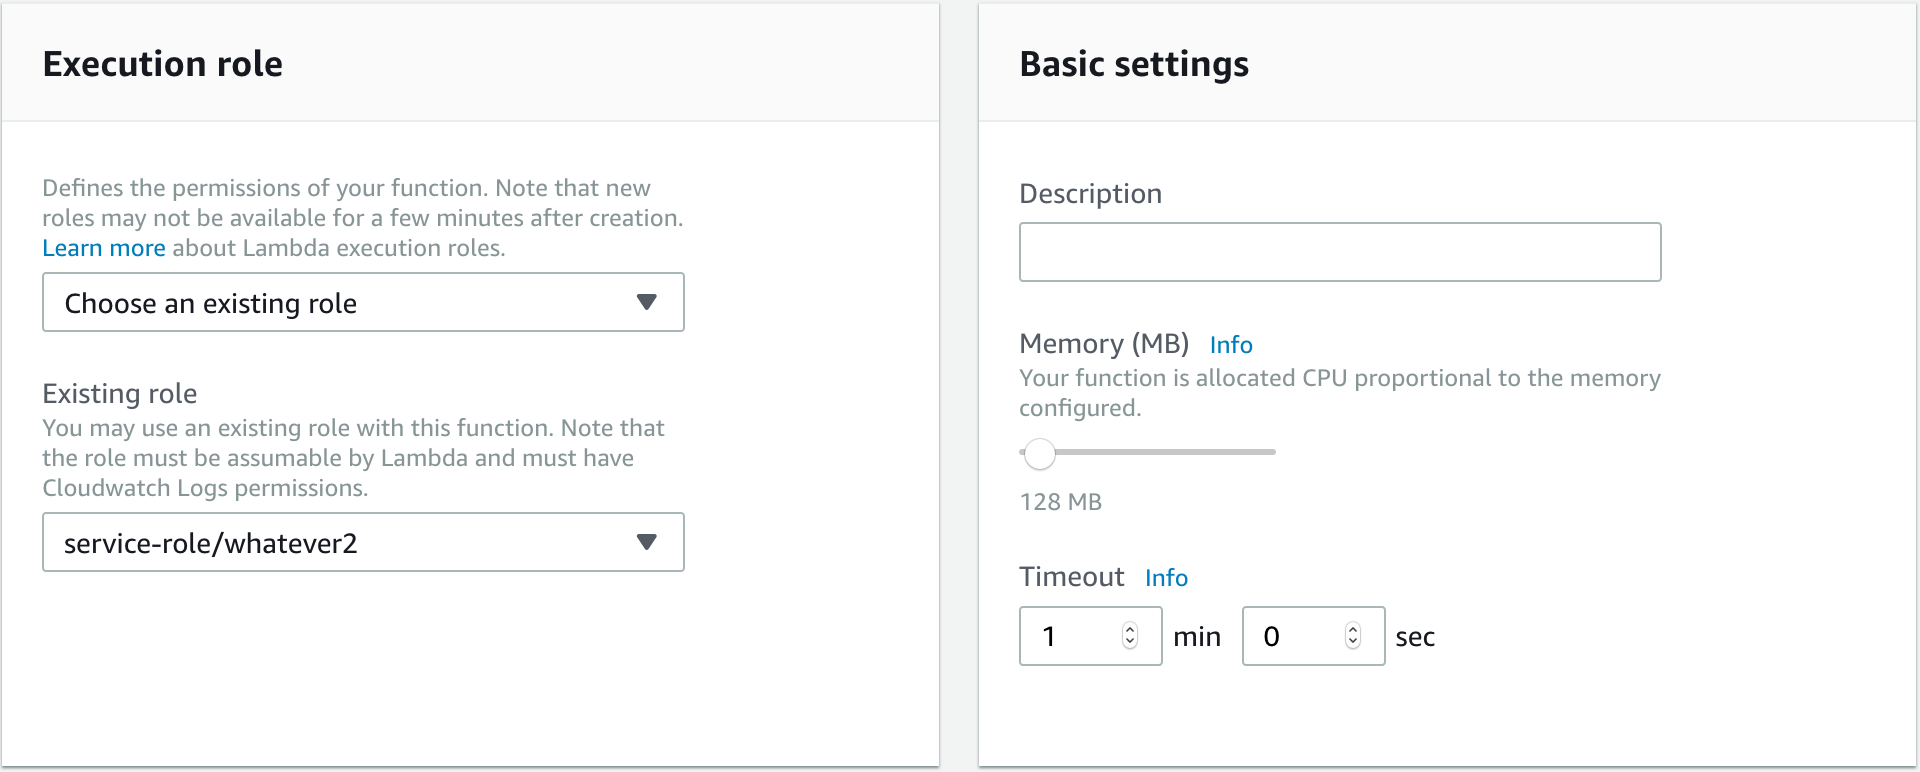 Execution role
Defines the permissions of your function. Note that new
roles may not be available for a few minutes after creation.
Learn more about Lambda execution roles.
Choose an existing role
Existing role
You may use an existing role with this function. Note that
the role must be assumable by Lambda and must have
Cloudwatch Logs permissions.
service-role/whatever2
Basic settings
Description
Memory (MB) Info
Your function is allocated CPU proportional to the memory
configured.
128 MB
Timeout Info
1 min 0 sec